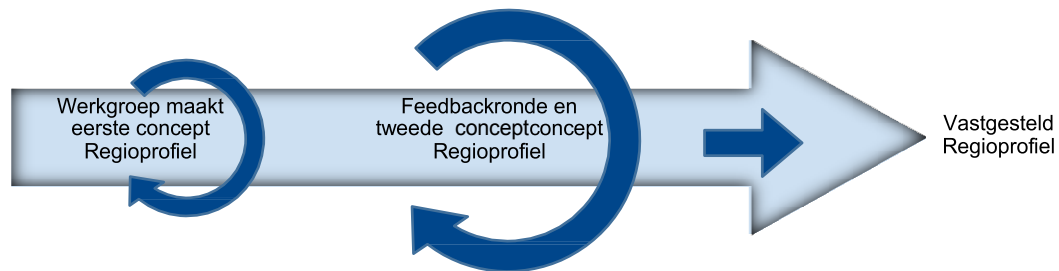 Werkgroep maakt
eerste concept
Regioprofiel
Feedbackronde en
tweede  conceptconcept
Regioprofiel
Vastgesteld
Regioprofiel